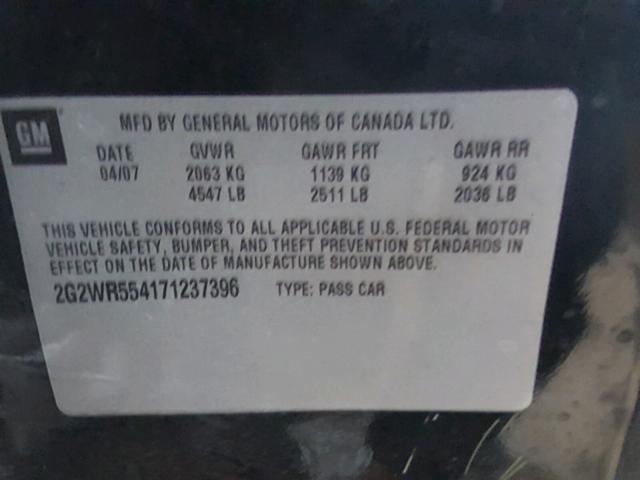 GM
MFD BY GENERAL MOTORS OF CANADA LTD.
DATE GVWR GAWR FRT GAWR RR
04/07 2063 KG 1139 KG 924 KG
4547 LB 2511 LB 2036 LB
THIS VEHICLE CONFORMS TO ALL APPLICABLE U.S. FEDERAL MOTOR
VEHICLE SAFETY, BUMPER, AND THEFT PREVENTION STANDARDS IN
EFFECT ON THE DATE OF MANUFACTURE SHOWN ABOVE.
2G2WR554171237396 TYPE: PASS CAR